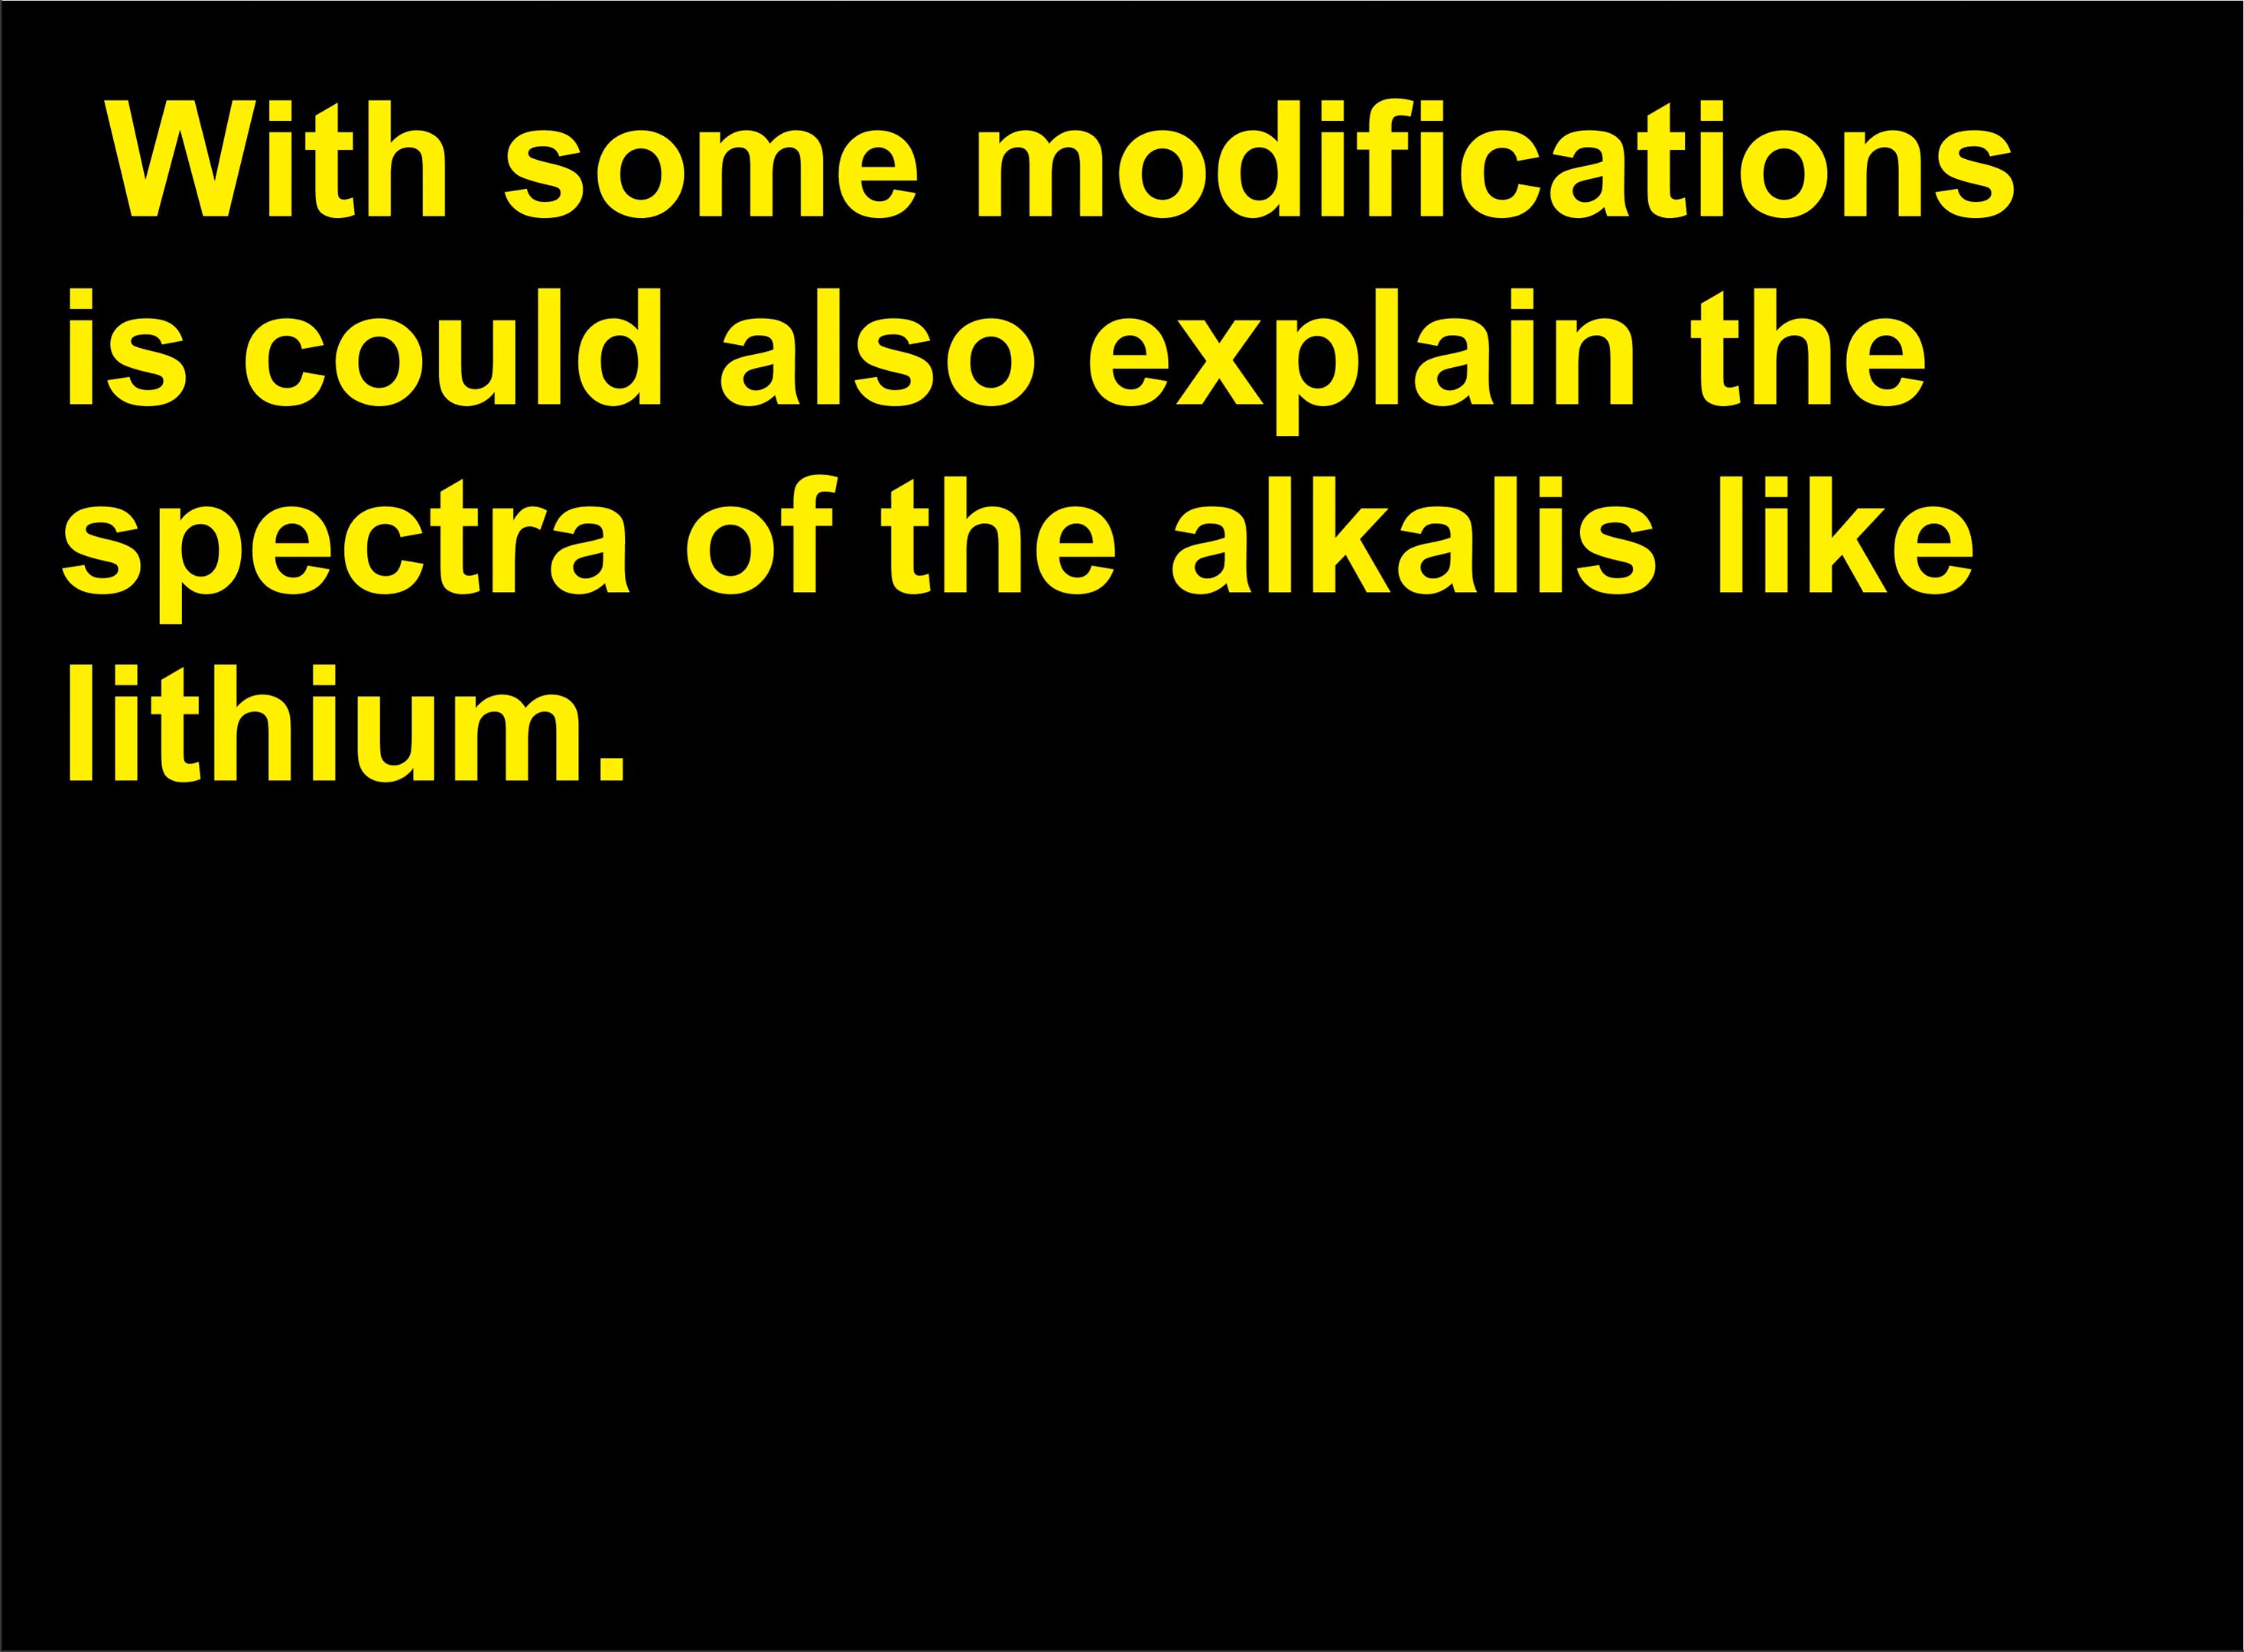 With some modifications
is could also explain the
spectra of the alkalis like
lithium.